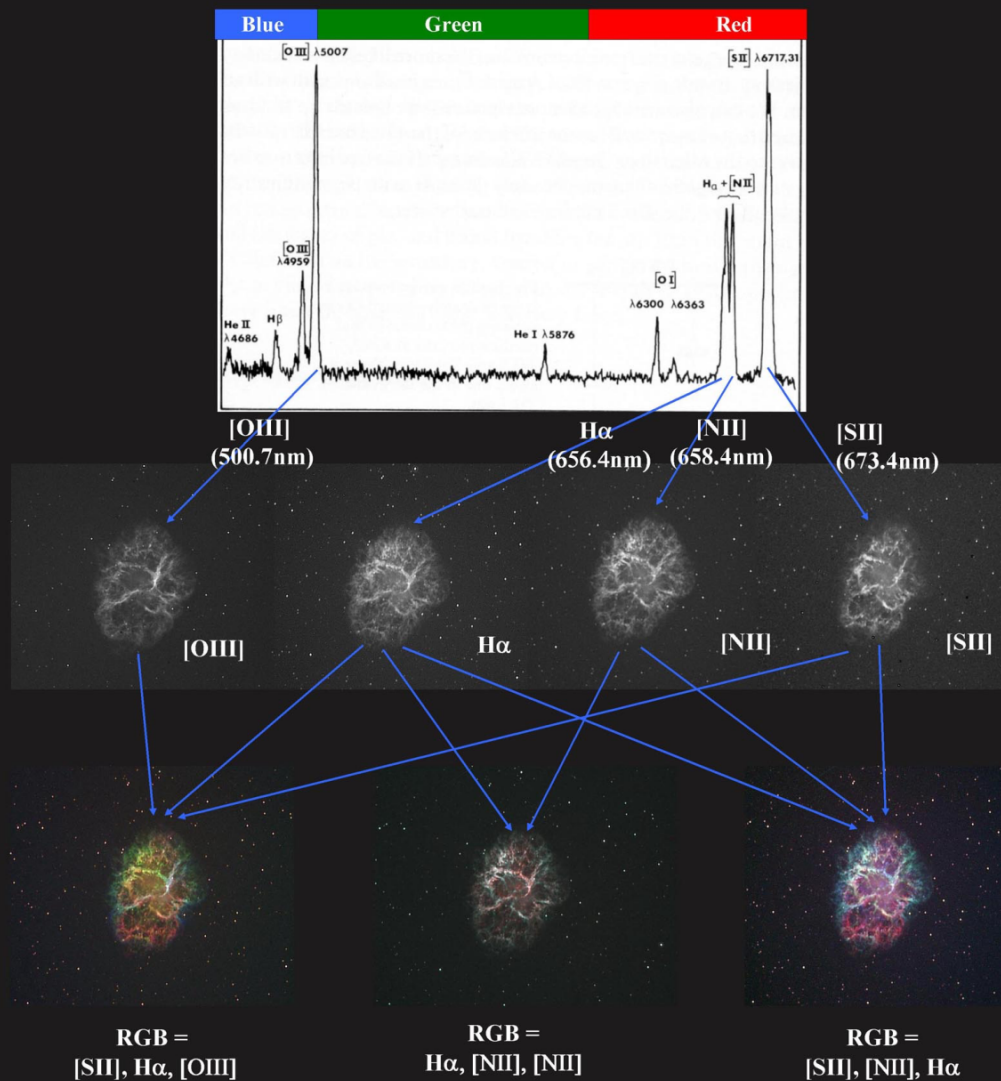 Blue Green Red
[O III] λ5007
[S II] λ6717,31
Hα + [N II]
[O III]
λ4959
[O I]
λ6300 λ6363
He II
λ4686
Hβ
He I λ5876
[OIII]
(500.7nm)
Hα
(656.4nm)
[NII]
(658.4nm)
[SII]
(673.4nm)
[OIII]
Hα
[NII]
[SII]
RGB =
[SII], Hα, [OIII]
RGB =
Hα, [NII], [NII]
RGB =
[SII], [NII], Hα